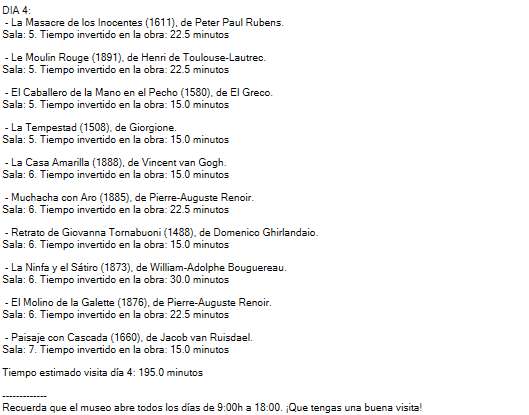 DIA 4:
- La Masacre de los Inocentes (1611), de Peter Paul Rubens.
Sala: 5. Tiempo invertido en la obra: 22.5 minutos
- Le Moulin Rouge (1891), de Henri de Toulouse-Lautrec.
Sala: 5. Tiempo invertido en la obra: 22.5 minutos
- El Caballero de la Mano en el Pecho (1580), de El Greco.
Sala: 5. Tiempo invertido en la obra: 15.0 minutos
- La Tempestad (1508), de Giorgione.
Sala: 5. Tiempo invertido en la obra: 15.0 minutos
- La Casa Amarilla (1888), de Vincent van Gogh.
Sala: 6. Tiempo invertido en la obra: 15.0 minutos
- Muchacha con Aro (1885), de Pierre-Auguste Renoir.
Sala: 6. Tiempo invertido en la obra: 22.5 minutos
- Retrato de Giovanna Tornabuoni (1488), de Domenico Ghirlandaio.
Sala: 6. Tiempo invertido en la obra: 15.0 minutos
- La Ninfa y el Sátiro (1873), de William-Adolphe Bouguereau.
Sala: 6. Tiempo invertido en la obra: 30.0 minutos
- El Molino de la Galette (1876), de Pierre-Auguste Renoir.
Sala: 6. Tiempo invertido en la obra: 22.5 minutos
- Paisaje con Cascada (1660), de Jacob van Ruisdael.
Sala: 7. Tiempo invertido en la obra: 15.0 minutos
Tiempo estimado visita día 4: 195.0 minutos
-------------
Recuerda que el museo abre todos los días de 9:00h a 18:00. ¡Que tengas una buena visita!